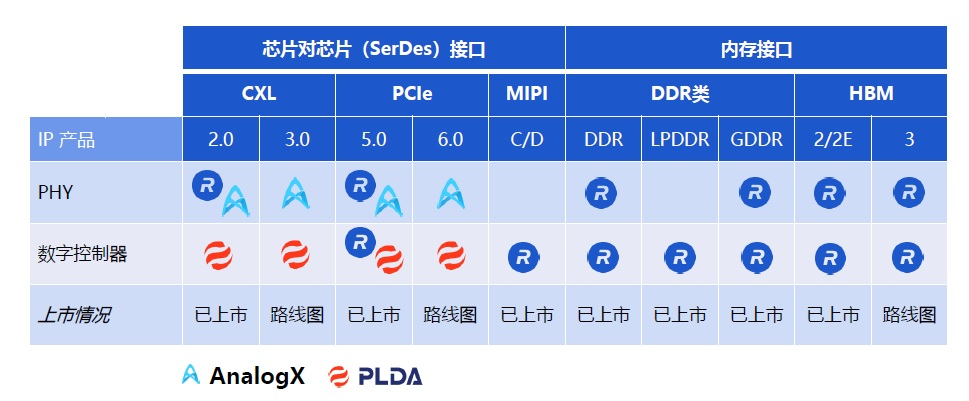 芯片对芯片（SerDes）接口 内存接口
CXL PCIe MIPI DDR类 HBM
IP 产品 2.0 3.0 5.0 6.0 C/D DDR LPDDR GDDR 2/2E 3
PHY R R R R R R
数字控制器 R R R R R R R
上市情况 已上市 路线图 已上市 路线图 已上市 已上市 已上市 已上市 已上市 路线图
AnalogX PLDA